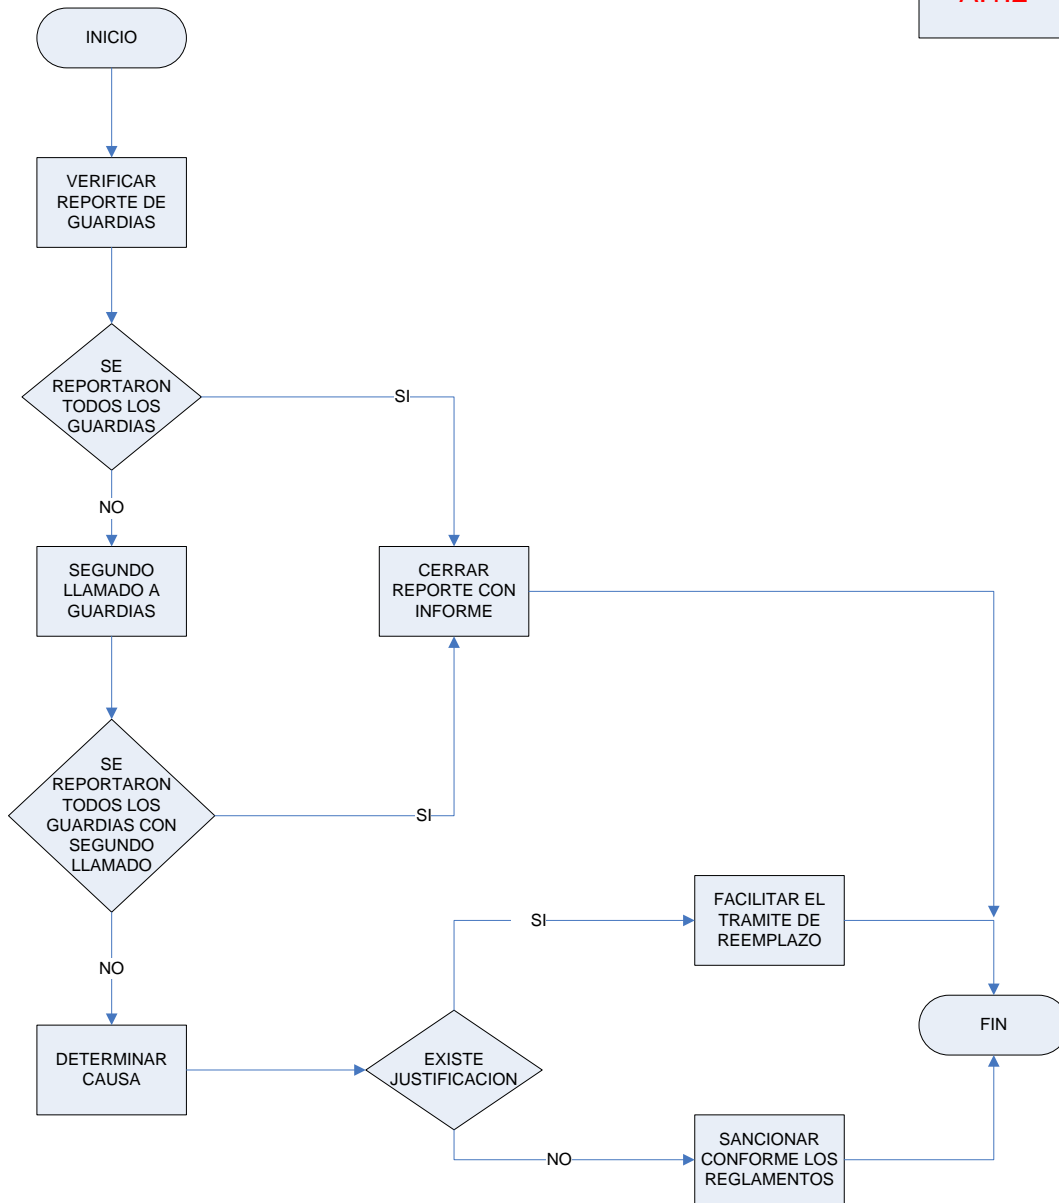 INICIO
VERIFICAR
REPORTE DE
GUARDIAS
SE
REPORTARON
TODOS LOS
GUARDIAS
SI
NO
SEGUNDO
LLAMADO A
GUARDIAS
CERRAR
REPORTE CON
INFORME
SE
REPORTARON
TODOS LOS
GUARDIAS CON
SEGUNDO
LLAMADO
SI
NO
DETERMINAR
CAUSA
EXISTE
JUSTIFICACION
SI
FACILITAR EL
TRAMITE DE
REEMPLAZO
NO
SANCIONAR
CONFORME LOS
REGLAMENTOS
FIN